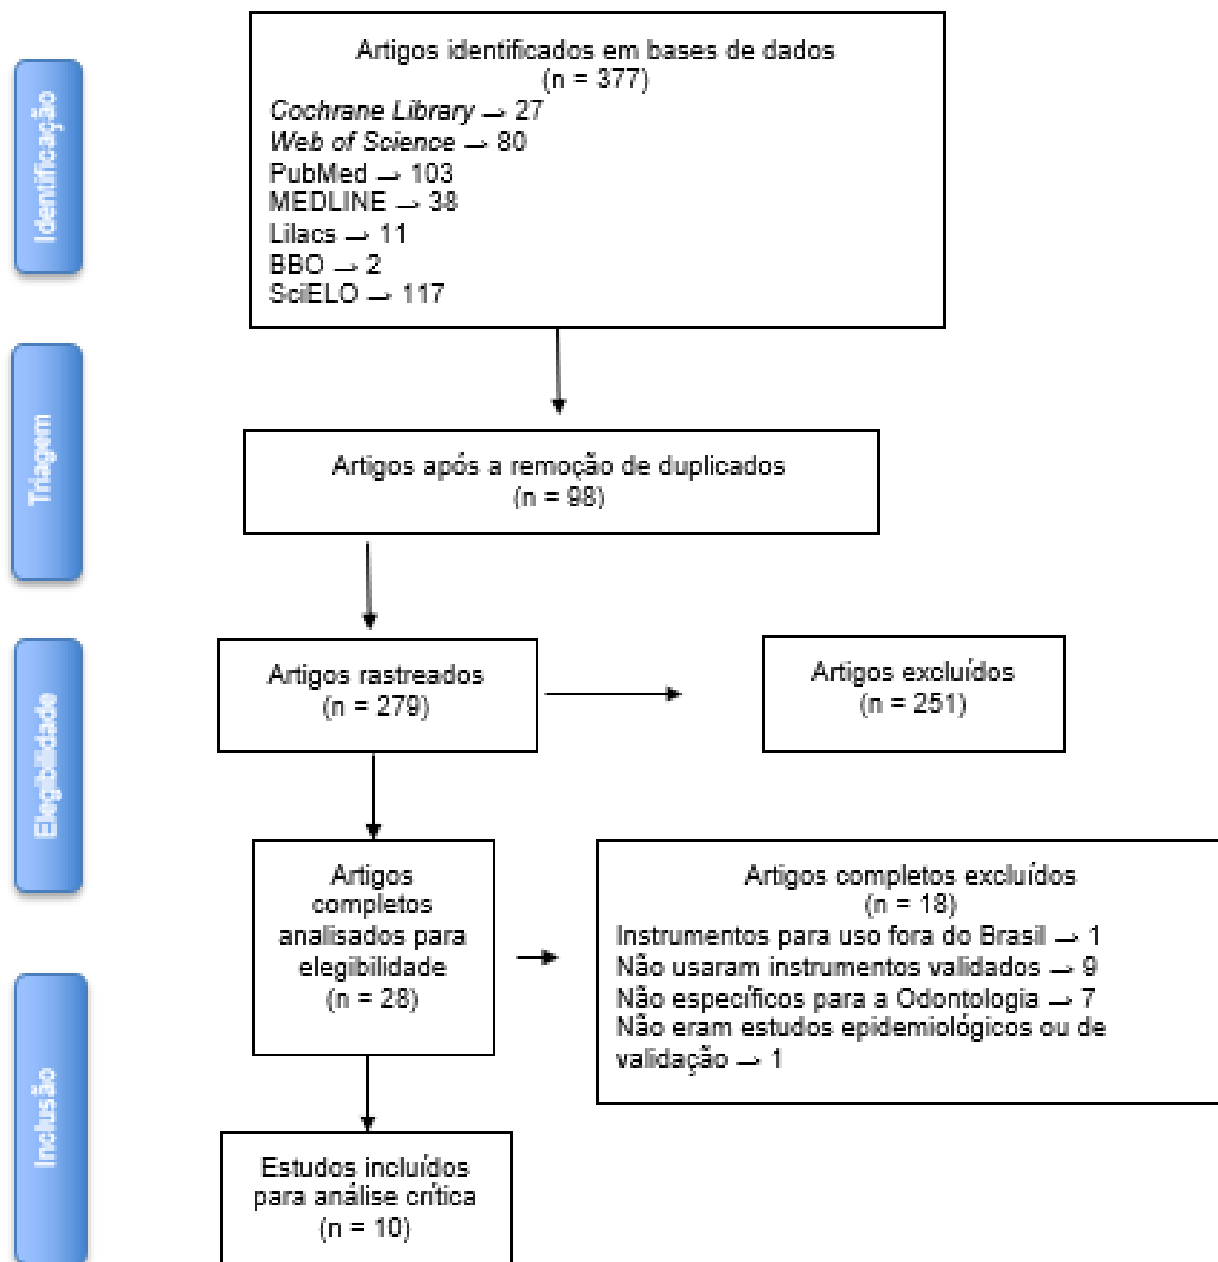 Identificação
Artigos identificados em bases de dados
(n = 377)
Cochrane Library → 27
Web of Science → 80
PubMed → 103
MEDLINE → 38
Lilacs → 11
BBO → 2
SciELO → 117
Triagem
Artigos após a remoção de duplicados
(n = 98)
Elegibilidade
Artigos rastreados
(n = 279)
Artigos excluídos
(n = 251)
Artigos
completos
analisados para
elegibilidade
(n = 28)
Artigos completos excluídos
(n = 18)
Instrumentos para uso fora do Brasil → 1
Não usaram instrumentos validados → 9
Não específicos para a Odontologia → 7
Não eram estudos epidemiológicos ou de
validação → 1
Inclusão
Estudos incluídos
para análise crítica
(n = 10)